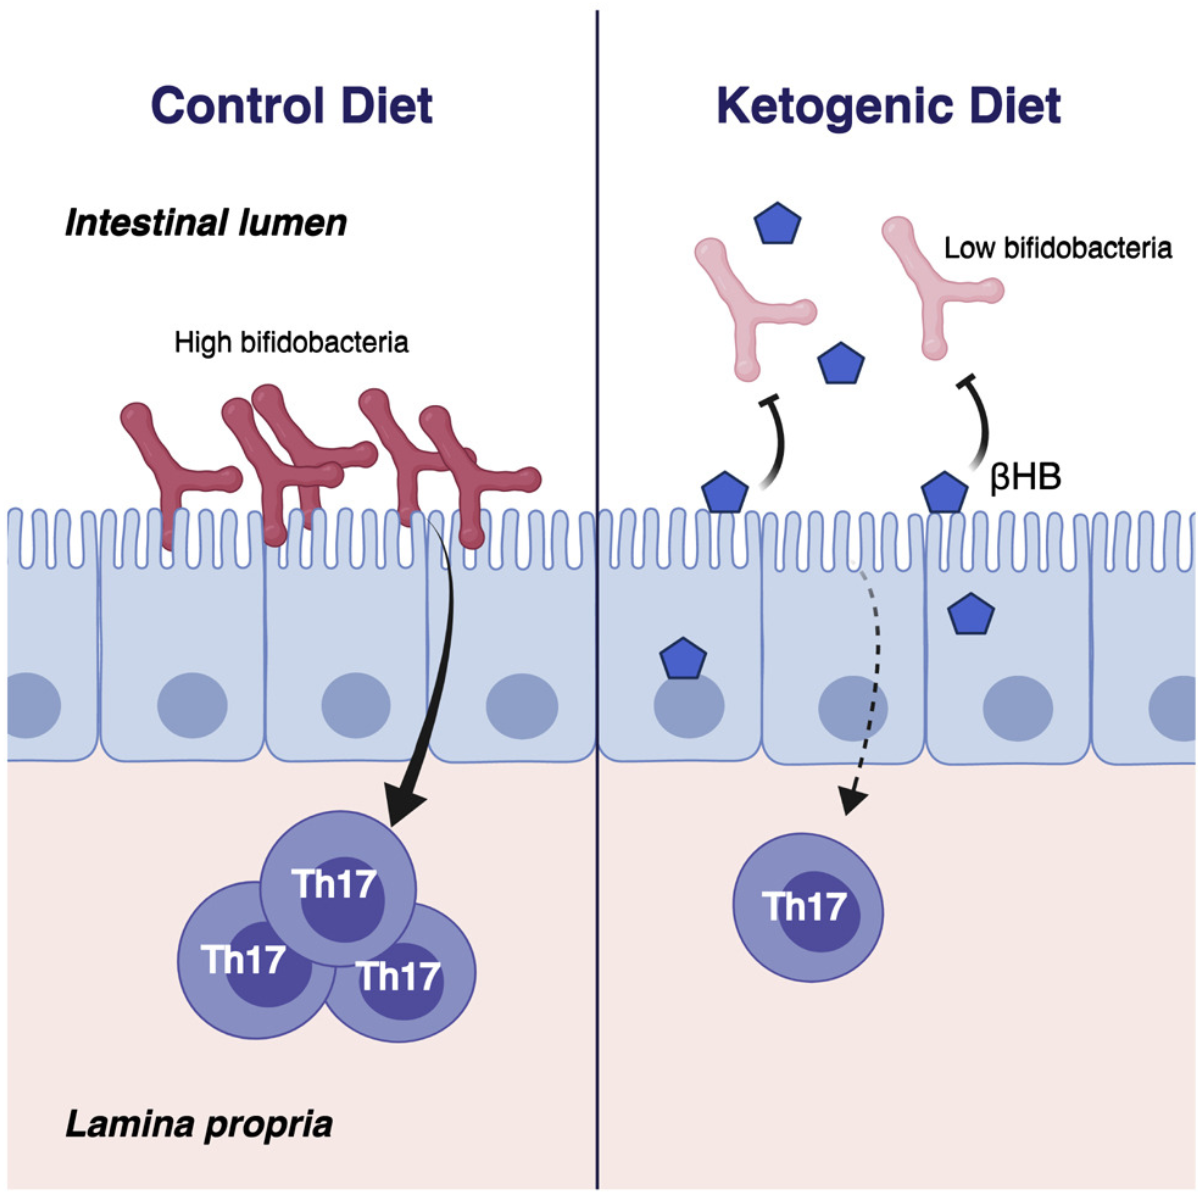 Control Diet
Ketogenic Diet
Intestinal lumen
Low bifidobacteria
High bifidobacteria
βHB
Th17
Th17
Th17
Th17
Lamina propria